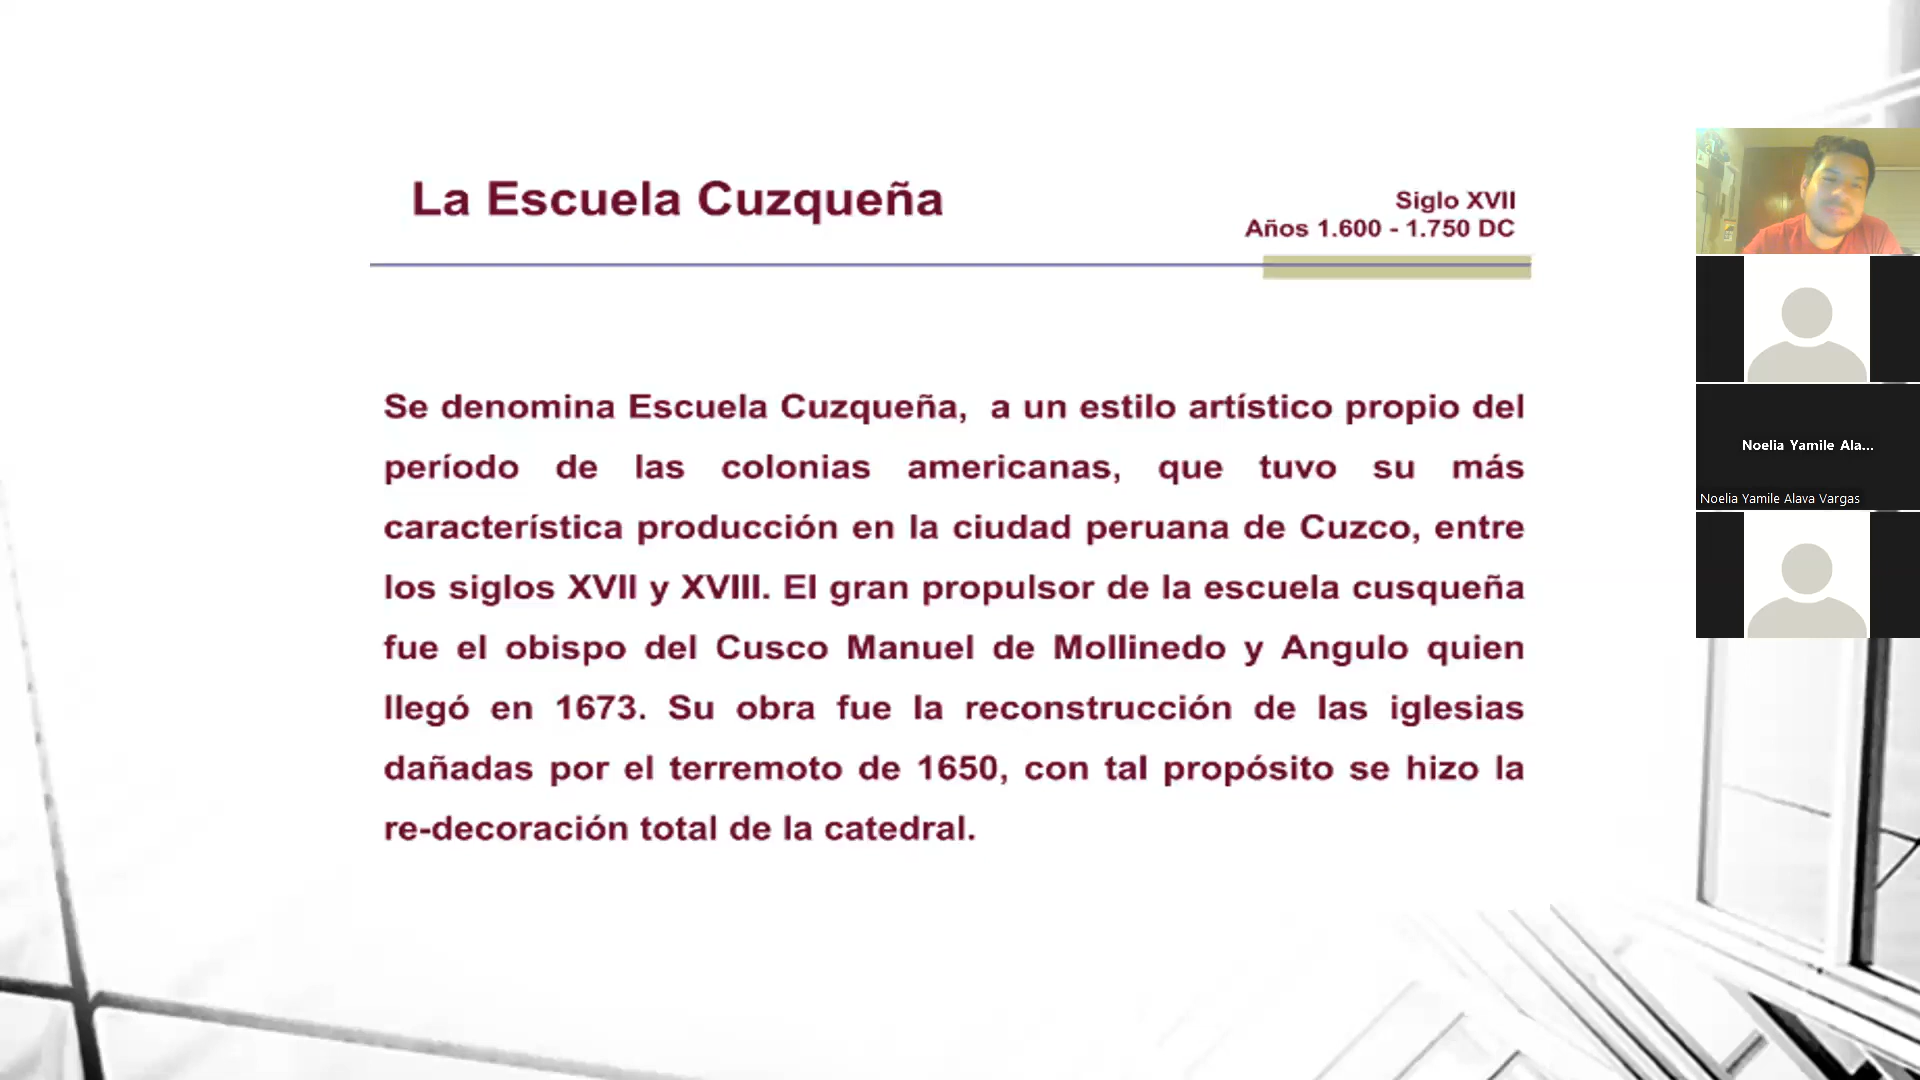 La Escuela Cuzqueña
Siglo XVII
Años 1.600 - 1.750 DC
Se denomina Escuela Cuzqueña, a un estilo artístico propio del
período de las colonias americanas, que tuvo su más
característica producción en la ciudad peruana de Cuzco, entre
los siglos XVII y XVIII. El gran propulsor de la escuela cusqueña
fue el obispo del Cusco Manuel de Mollinedo y Angulo quien
llegó en 1673. Su obra fue la reconstrucción de las iglesias
dañadas por el terremoto de 1650, con tal propósito se hizo la
re-decoración total de la catedral.
Noelia Yamile Ala...
Noelia Yamile Alava Vargas